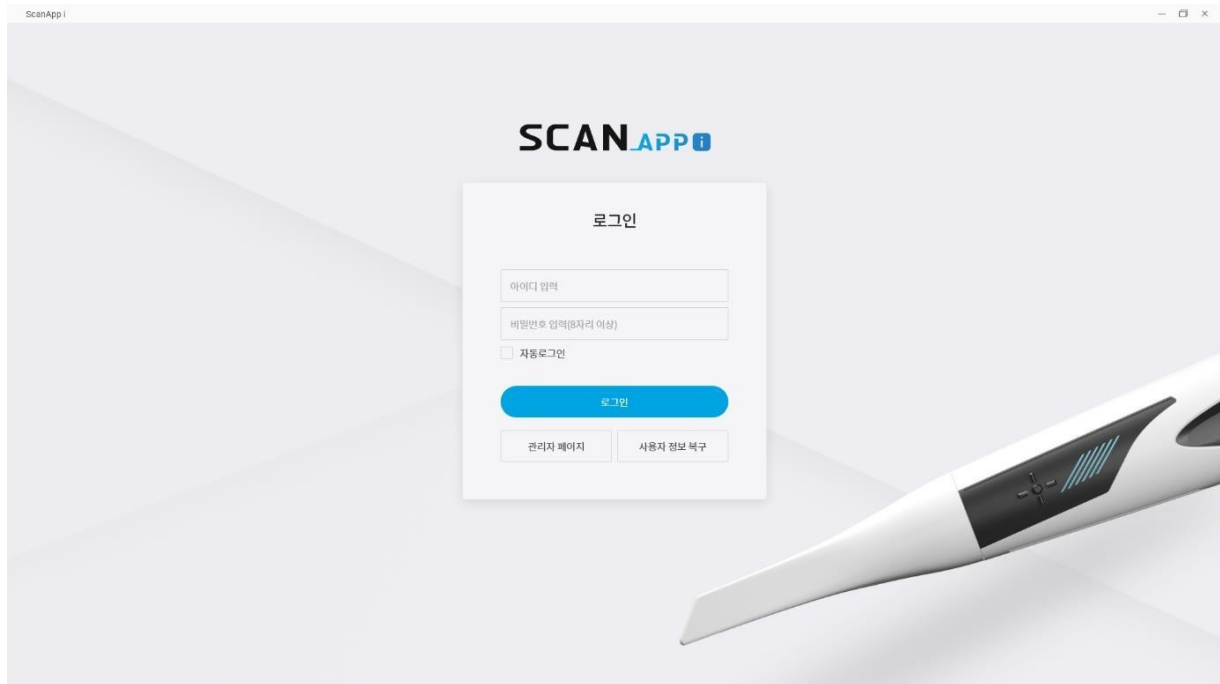 ScanApp i
SCAN_APP i
로그인
아이디 입력
비밀번호 입력(8자리 이상)
자동로그인
로그인
관리자 페이지 사용자 정보 복구